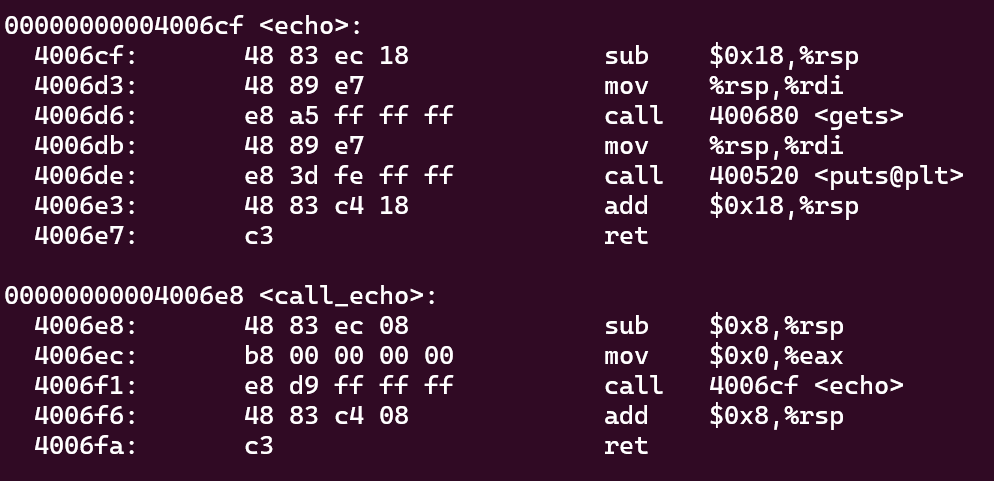 00000000004006cf <echo>:
  4006cf:       48 83 ec 18             sub    $0x18,%rsp
  4006d3:       48 89 e7                mov    %rsp,%rdi
  4006d6:       e8 a5 ff ff ff          call   400680 <gets>
  4006db:       48 89 e7                mov    %rsp,%rdi
  4006de:       e8 3d fe ff ff          call   400520 <puts@plt>
  4006e3:       48 83 c4 18             add    $0x18,%rsp
  4006e7:       c3                      ret

00000000004006e8 <call_echo>:
  4006e8:       48 83 ec 08             sub    $0x8,%rsp
  4006ec:       b8 00 00 00 00          mov    $0x0,%eax
  4006f1:       e8 d9 ff ff ff          call   4006cf <echo>
  4006f6:       48 83 c4 08             add    $0x8,%rsp
  4006fa:       c3                      ret